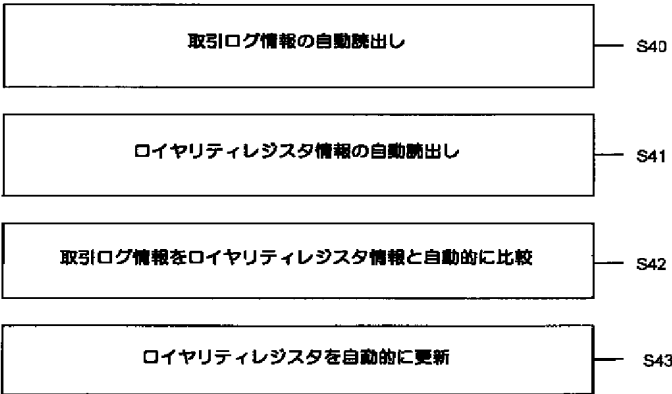 取引ログ情報の自動読出し
S40
ロイヤリティレジスタ情報の自動読出し
S41
取引ログ情報をロイヤリティレジスタ情報と自動的に比較
S42
ロイヤリティレジスタを自動的に更新
S43